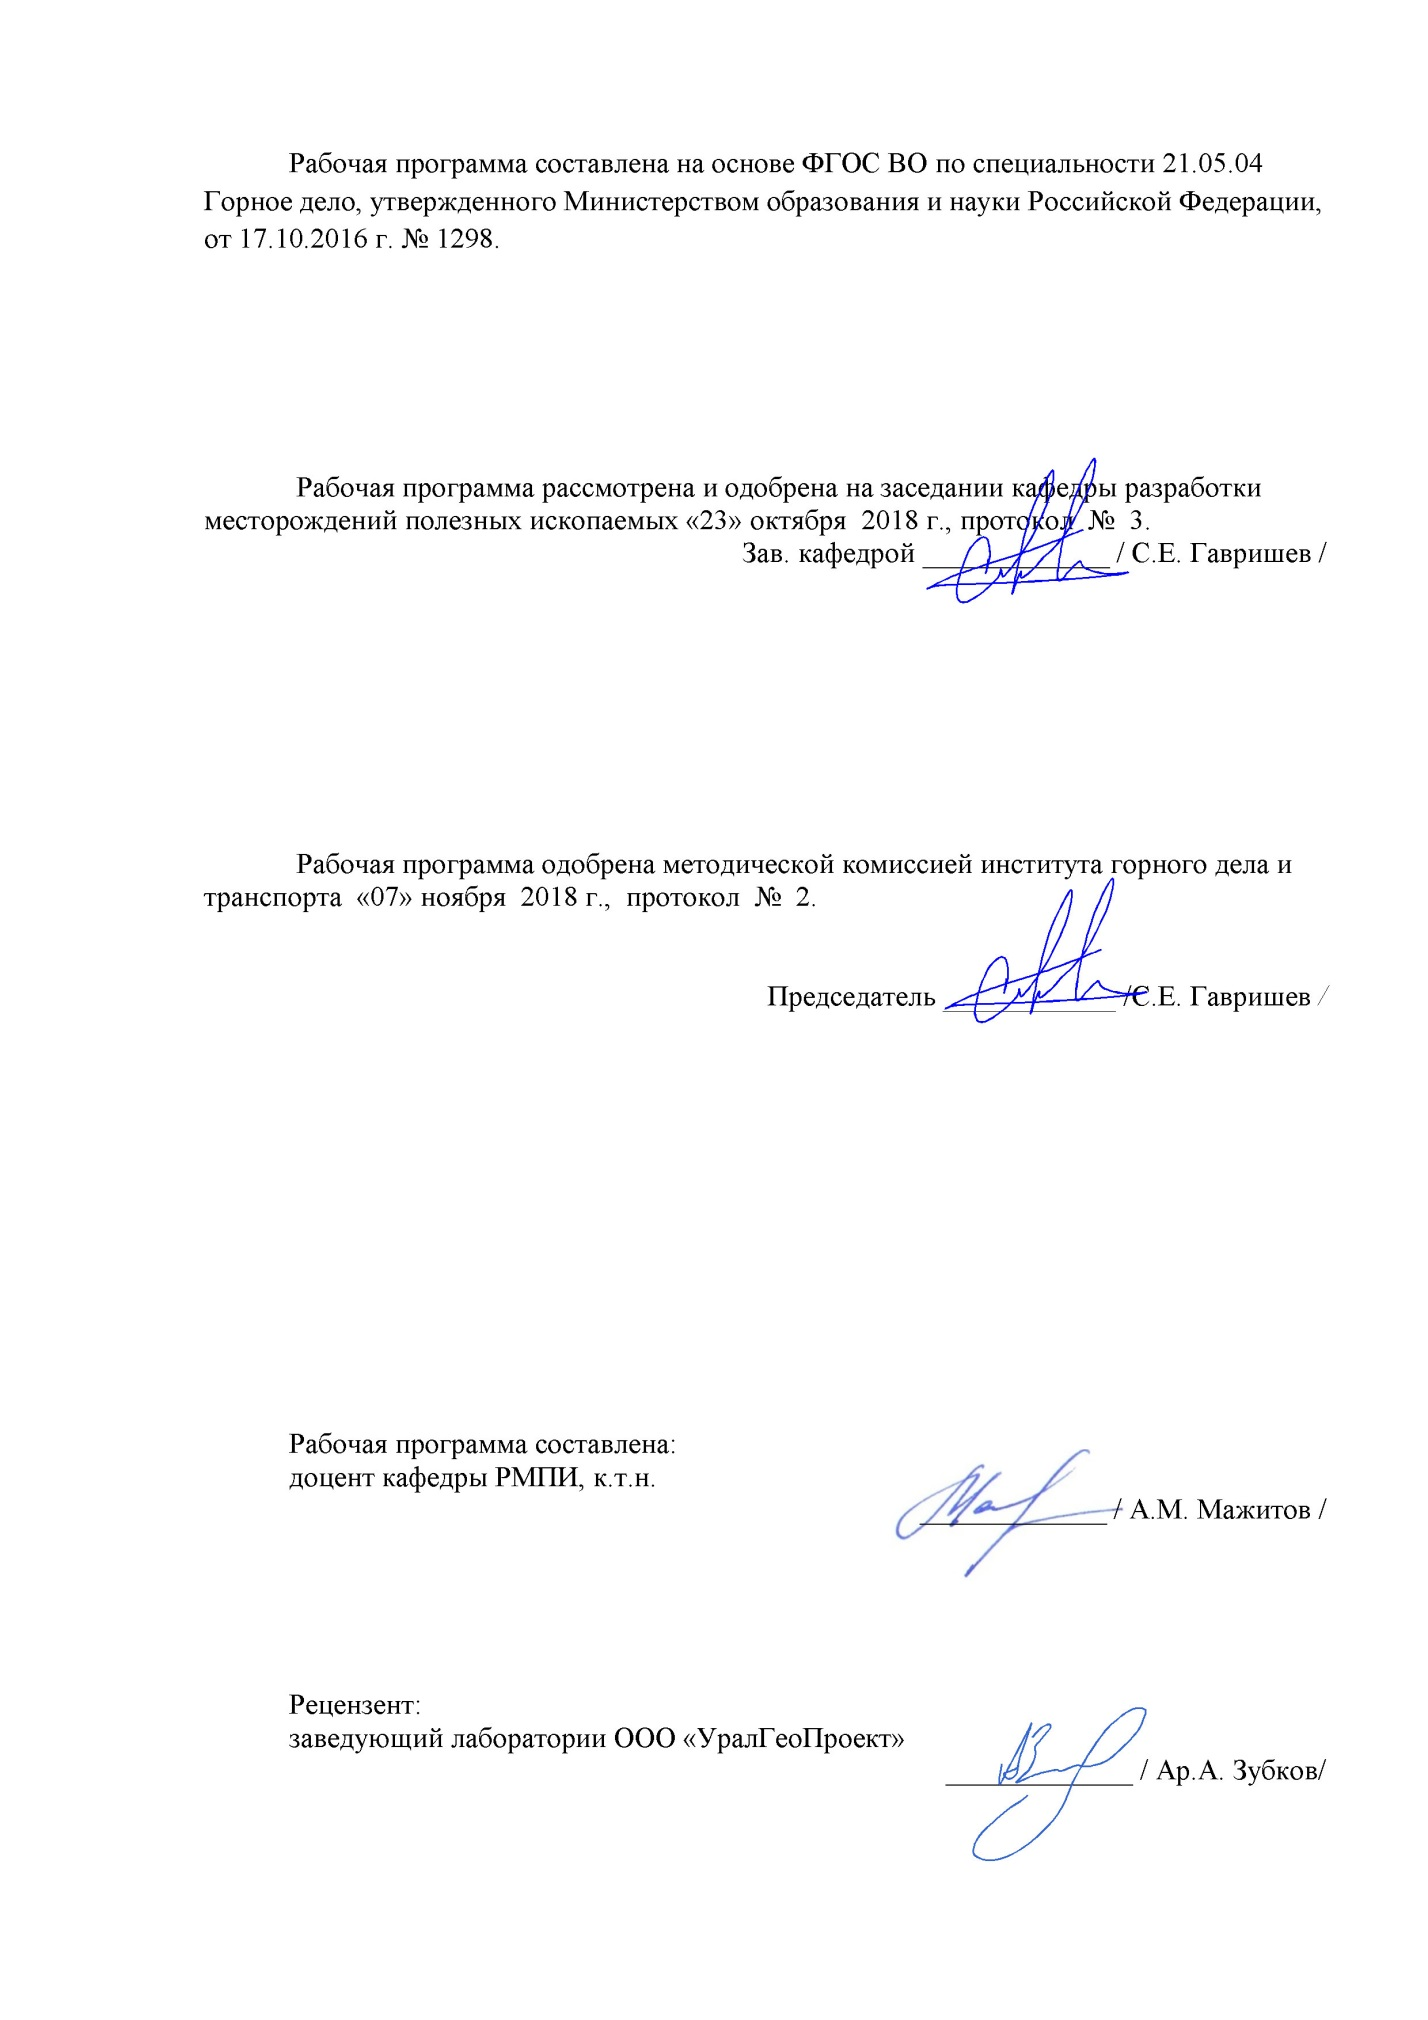 Рабочая программа составлена на основе ФГОС ВО по специальности 21.05.04
Горное дело, утвержденного Министерством образования и науки Российской Федерации,
от 17.10.2016 г. № 1298.
Рабочая программа рассмотрена и одобрена на заседании кафедры разработки
месторождений полезных ископаемых «23» октября 2018 г., протокол № 3.
Зав. кафедрой ______________ / С.Е. Гавришев /
Рабочая программа одобрена методической комиссией института горного дела и
транспорта «07» ноября 2018 г., протокол № 2.
Председатель _____________ /С.Е. Гавришев /
Рабочая программа составлена:
доцент кафедры РМПИ, к.т.н.
______________ / А.М. Мажитов /
Рецензент:
заведующий лаборатории ООО «УралГеоПроект»
______________ / Ар.А. Зубков/